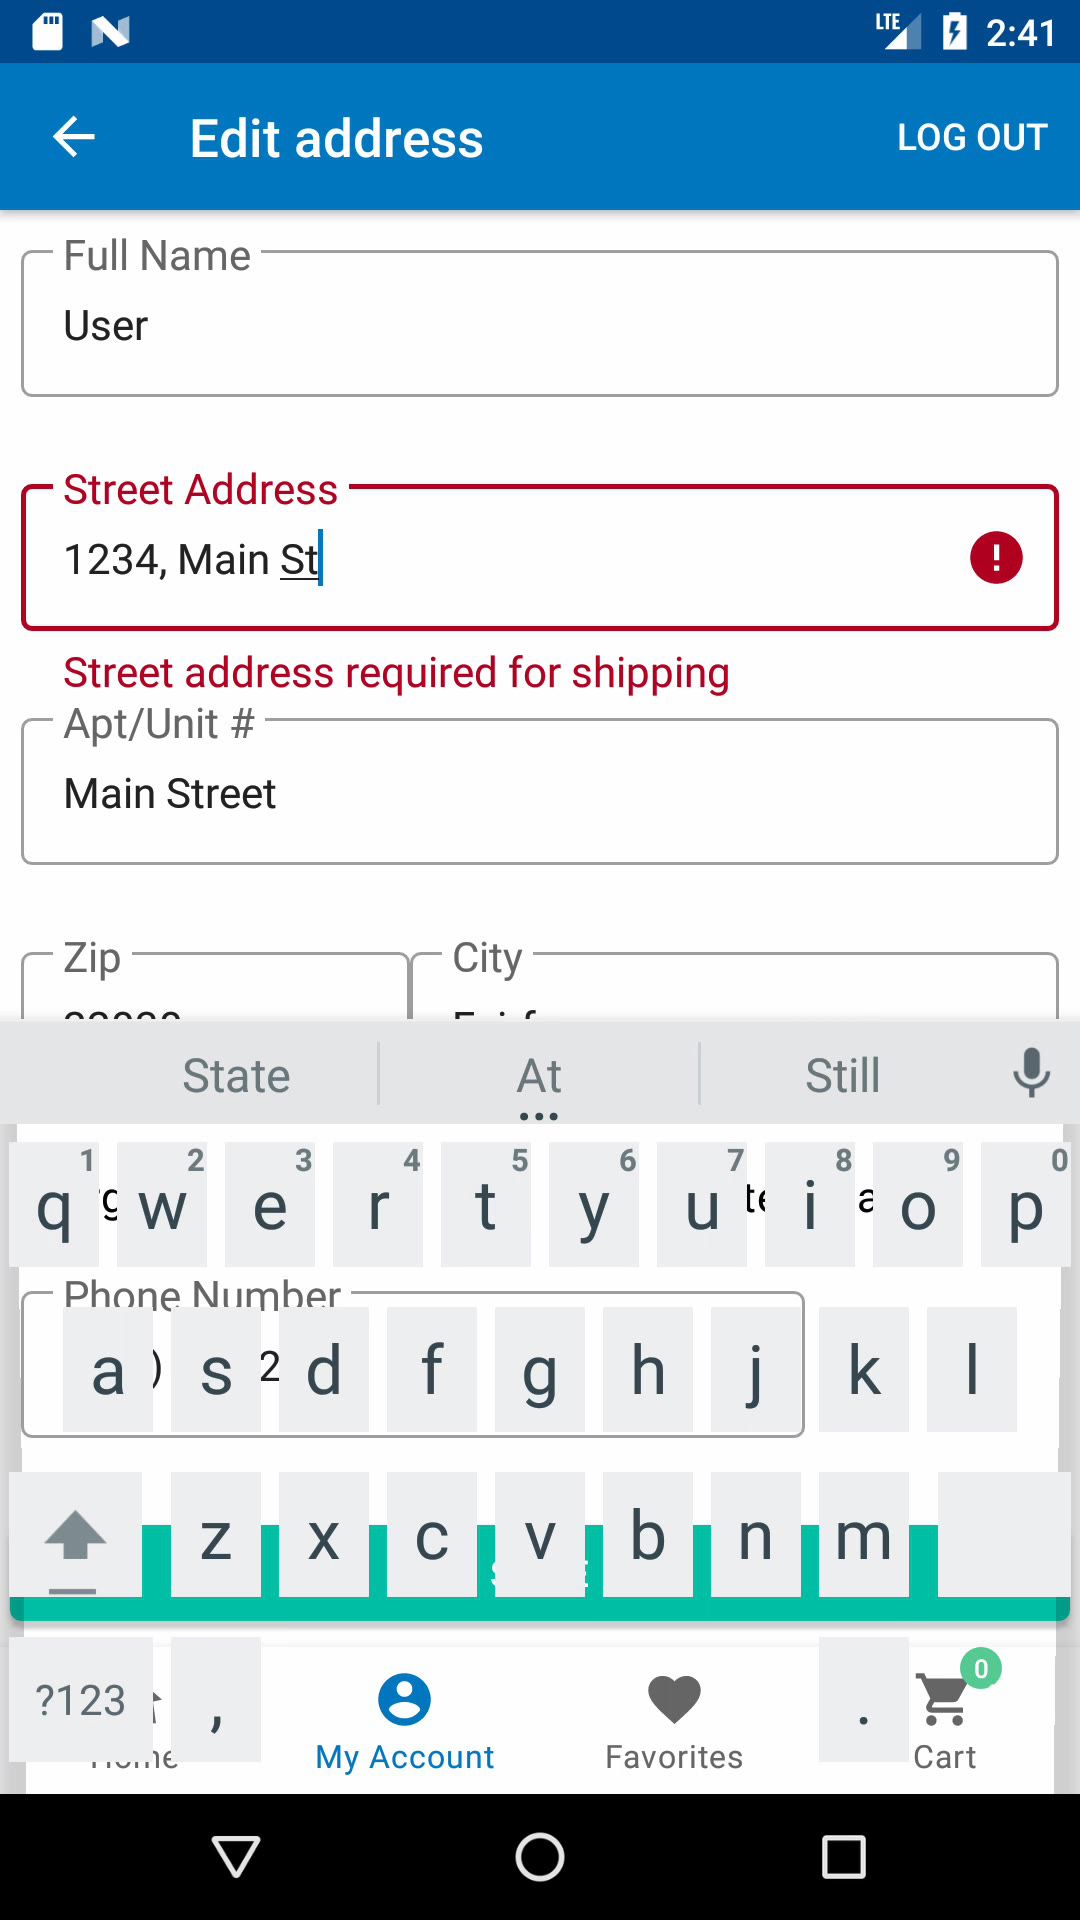 LTE 2:41
Edit address LOG OUT
Full Name
User
Street Address
1234, Main St
!
Street address required for shipping
Apt/Unit #
Main Street
Zip City
State At Still
1 2 3 4 5 6 7 8 9 0
q w e r t y u i o p
Phone Number
a s d f g h j k l
z x c v b n m
?123 , . 0
Home My Account Favorites Cart